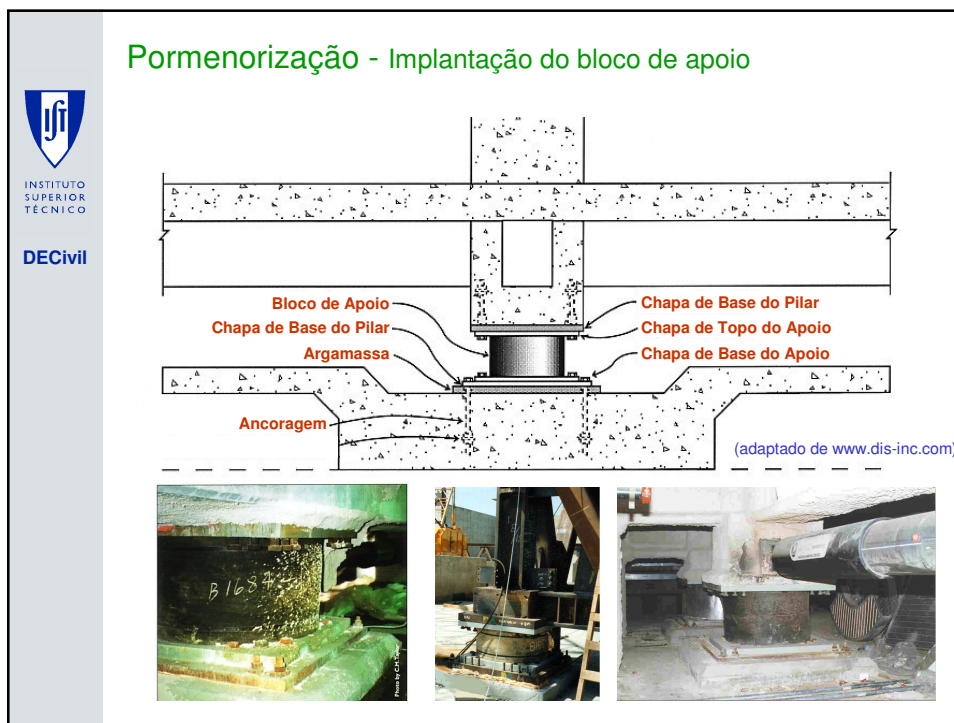 Pormenorização - Implantação do bloco de apoio
INSTITUTO
SUPERIOR
TÉCNICO
DECivil
Bloco de Apoio
Chapa de Base do Pilar
Argamassa
Ancoragem
Chapa de Base do Pilar
Chapa de Topo do Apoio
Chapa de Base do Apoio
(adaptado de www.dis-inc.com)
B1684